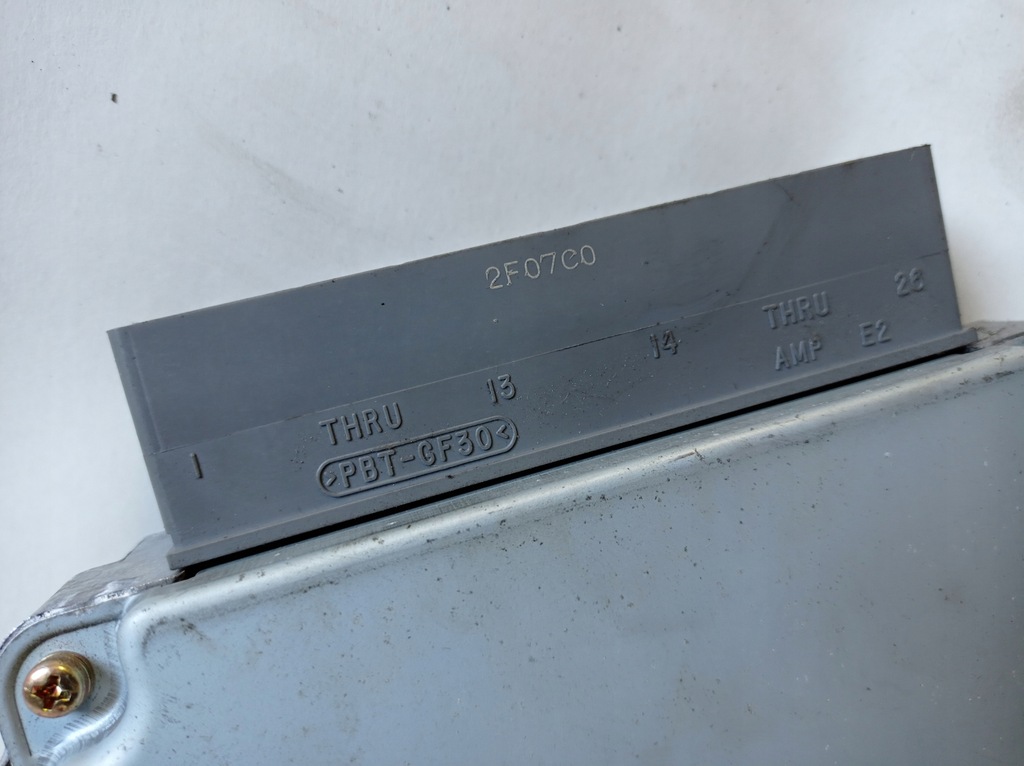 2F07C0
1 THRU 13 14 THRU 26
>PBT-GF30< AMP E2